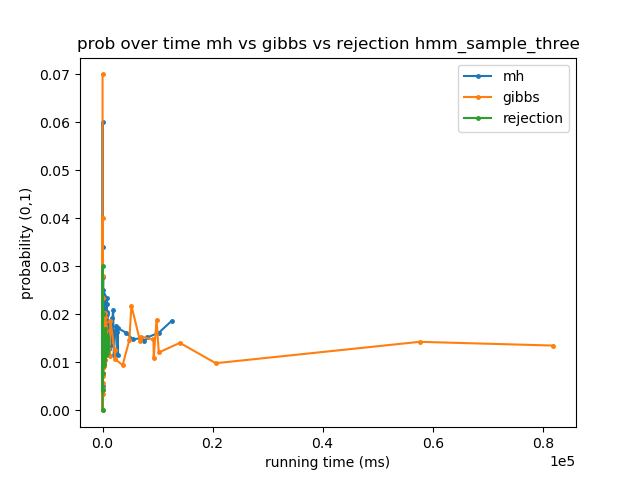 prob over time mh vs gibbs vs rejection hmm_sample_three
mh
gibbs
rejection
probability (0,1)
0.07
0.06
0.05
0.04
0.03
0.02
0.01
0.00
0.0 0.2 0.4 0.6 0.8
1e5
running time (ms)